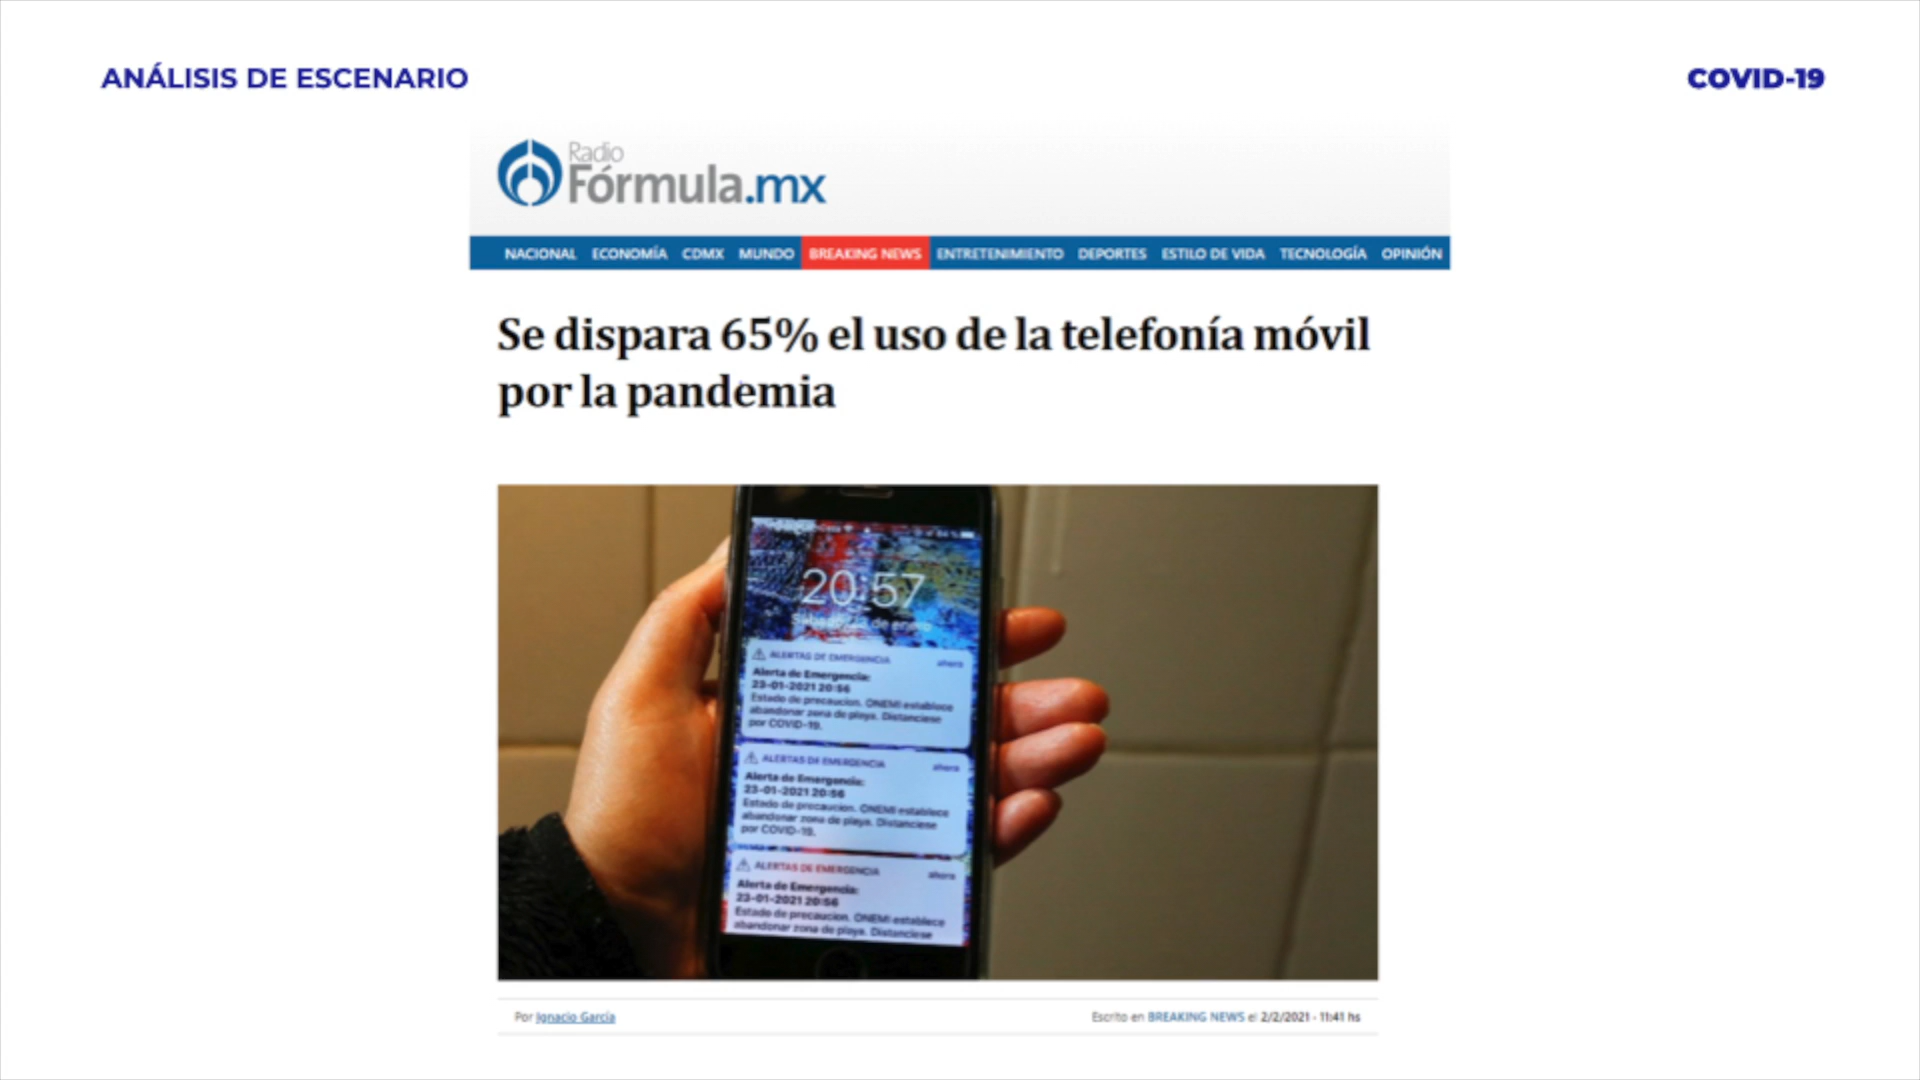 ANÁLISIS DE ESCENARIO
COVID-19
Radio
Fórmula.mx
NACIONAL ECONOMÍA CDMX MUNDO BREAKING NEWS ENTRETENIMIENTO DEPORTES ESTILO DE VIDA TECNOLOGÍA OPINIÓN
Se dispara 65% el uso de la telefonía móvil
por la pandemia
20:57
de enero
ALERTAS DE EMERGENCIA ahora
Alerta de Emergencia:
23-01-2021 20:56
Estado de precaucion. ONEMI establece
abandonar zona de playa. Distanciese
por COVID-19.
ALERTAS DE EMERGENCIA ahora
Alerta de Emergencia:
23-01-2021 20:56
Estado de precaucion. ONEMI establece
abandonar zona de playa. Distanciese
por COVID-19.
ALERTAS DE EMERGENCIA ahora
Alerta de Emergencia:
23-01-2021 20:56
Estado de precaucion. ONEMI establece
abandonar zona de playa. Distanciese
Por Ignacio García
Escrito en BREAKING NEWS el 2/2/2021 - 11:41 hs